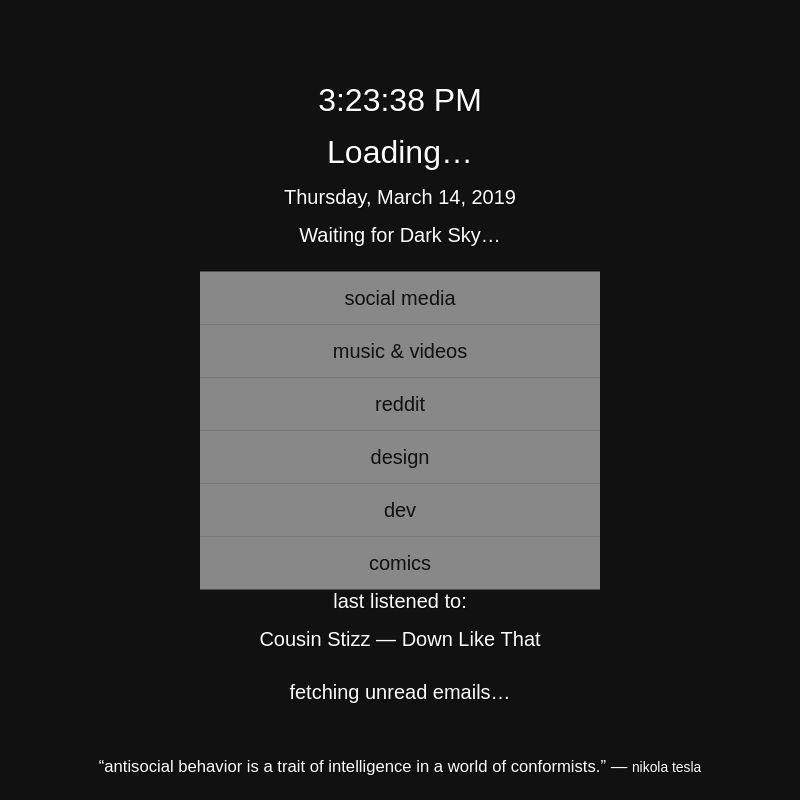 3:23:38 PM
Loading…
Thursday, March 14, 2019
Waiting for Dark Sky…
social media
music & videos
reddit
design
dev
comics
last listened to:
Cousin Stizz — Down Like That
fetching unread emails…
“antisocial behavior is a trait of intelligence in a world of conformists.” — nikola tesla